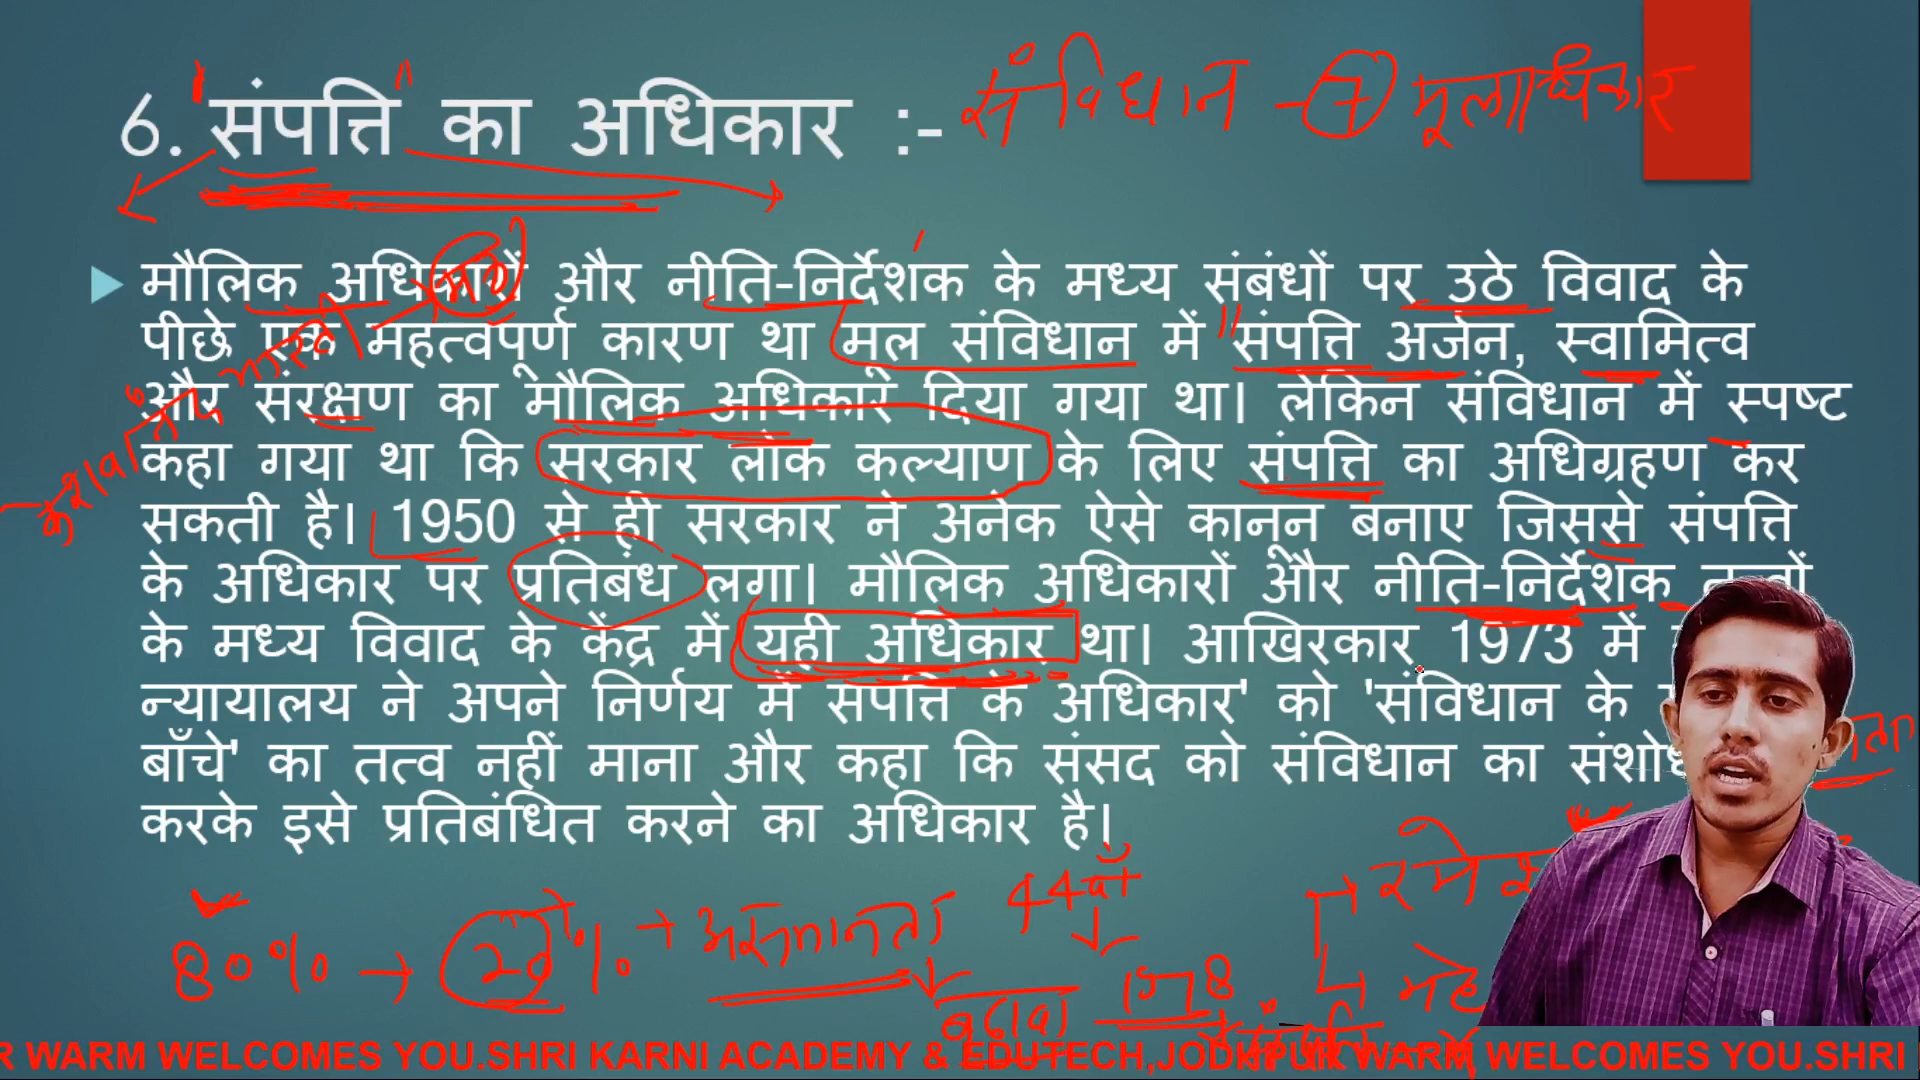 6. संपत्ति का अधिकार :-
संविधान - 7 मूलाधिकार
मौलिक अधिकारों और नीति-निर्देशक के मध्य संबंधों पर उठे विवाद के
पीछे एक महत्वपूर्ण कारण था मूल संविधान में संपत्ति अर्जन, स्वामित्व
और संरक्षण का मौलिक अधिकार दिया गया था। लेकिन संविधान में स्पष्ट
कहा गया था कि सरकार लोक कल्याण के लिए संपत्ति का अधिग्रहण कर
सकती है। 1950 से ही सरकार ने अनेक ऐसे कानून बनाए जिससे संपत्ति
के अधिकार पर प्रतिबंध लगा। मौलिक अधिकारों और नीति-निर्देशक
के मध्य विवाद के केंद्र में यही अधिकार था। आखिरकार 1973 में
न्यायालय ने अपने निर्णय में संपत्ति के अधिकार' को 'संविधान के
बाँचे' का तत्व नहीं माना और कहा कि संसद को संविधान का
करके इसे प्रतिबंधित करने का अधिकार है।
केशवानंद भारती →
80% → 20% → असमानता
44वां
बदलाव 1978
R WARM WELCOMES YOU.SHRI KARNI ACADEMY & EDUTECH,JODHPUR WARM WELCOMES YOU.SHRI